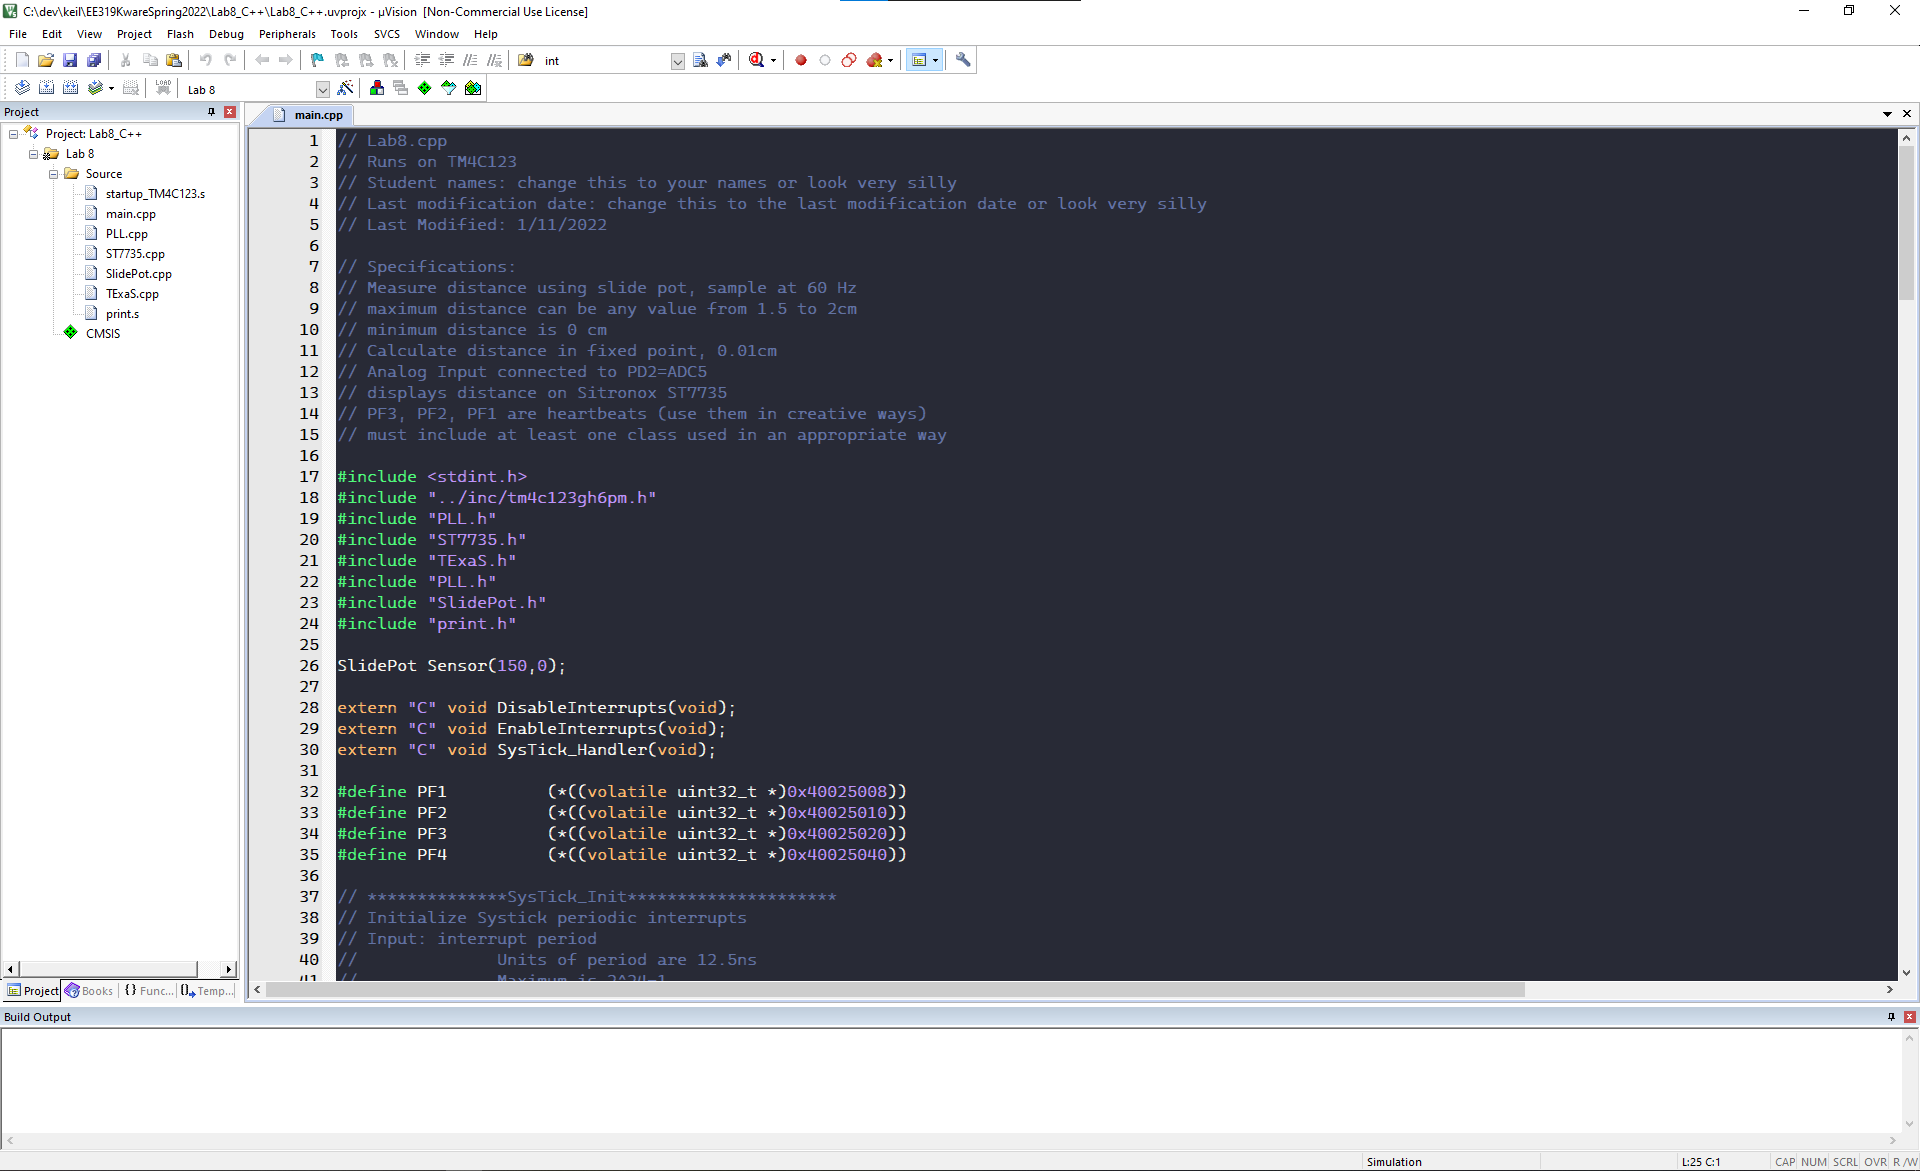 C:\dev\keil\EE319KwareSpring2022\Lab8_C++\Lab8_C++.uvprojx - µVision [Non-Commercial Use License]
File Edit View Project Flash Debug Peripherals Tools SVCS Window Help
int
LOAD
Lab 8
Project
Project: Lab8_C++
Lab 8
Source
startup_TM4C123.s
main.cpp
PLL.cpp
ST7735.cpp
SlidePot.cpp
TExaS.cpp
print.s
CMSIS
Project Books {} Func... Temp...
main.cpp
1 // Lab8.cpp
2 // Runs on TM4C123
3 // Student names: change this to your names or look very silly
4 // Last modification date: change this to the last modification date or look very silly
5 // Last Modified: 1/11/2022
6
7 // Specifications:
8 // Measure distance using slide pot, sample at 60 Hz
9 // maximum distance can be any value from 1.5 to 2cm
10 // minimum distance is 0 cm
11 // Calculate distance in fixed point, 0.01cm
12 // Analog Input connected to PD2=ADC5
13 // displays distance on Sitronox ST7735
14 // PF3, PF2, PF1 are heartbeats (use them in creative ways)
15 // must include at least one class used in an appropriate way
16
17 #include <stdint.h>
18 #include "../inc/tm4c123gh6pm.h"
19 #include "PLL.h"
20 #include "ST7735.h"
21 #include "TExaS.h"
22 #include "PLL.h"
23 #include "SlidePot.h"
24 #include "print.h"
25
26 SlidePot Sensor(150,0);
27
28 extern "C" void DisableInterrupts(void);
29 extern "C" void EnableInterrupts(void);
30 extern "C" void SysTick_Handler(void);
31
32 #define PF1 (*((volatile uint32_t *)0x40025008))
33 #define PF2 (*((volatile uint32_t *)0x40025010))
34 #define PF3 (*((volatile uint32_t *)0x40025020))
35 #define PF4 (*((volatile uint32_t *)0x40025040))
36
37 // **************SysTick_Init*********************
38 // Initialize Systick periodic interrupts
39 // Input: interrupt period
40 // Units of period are 12.5ns
41 // Maximum is 2^24-1
Build Output
Simulation L:25 C:1 CAP NUM SCRL OVR R/W